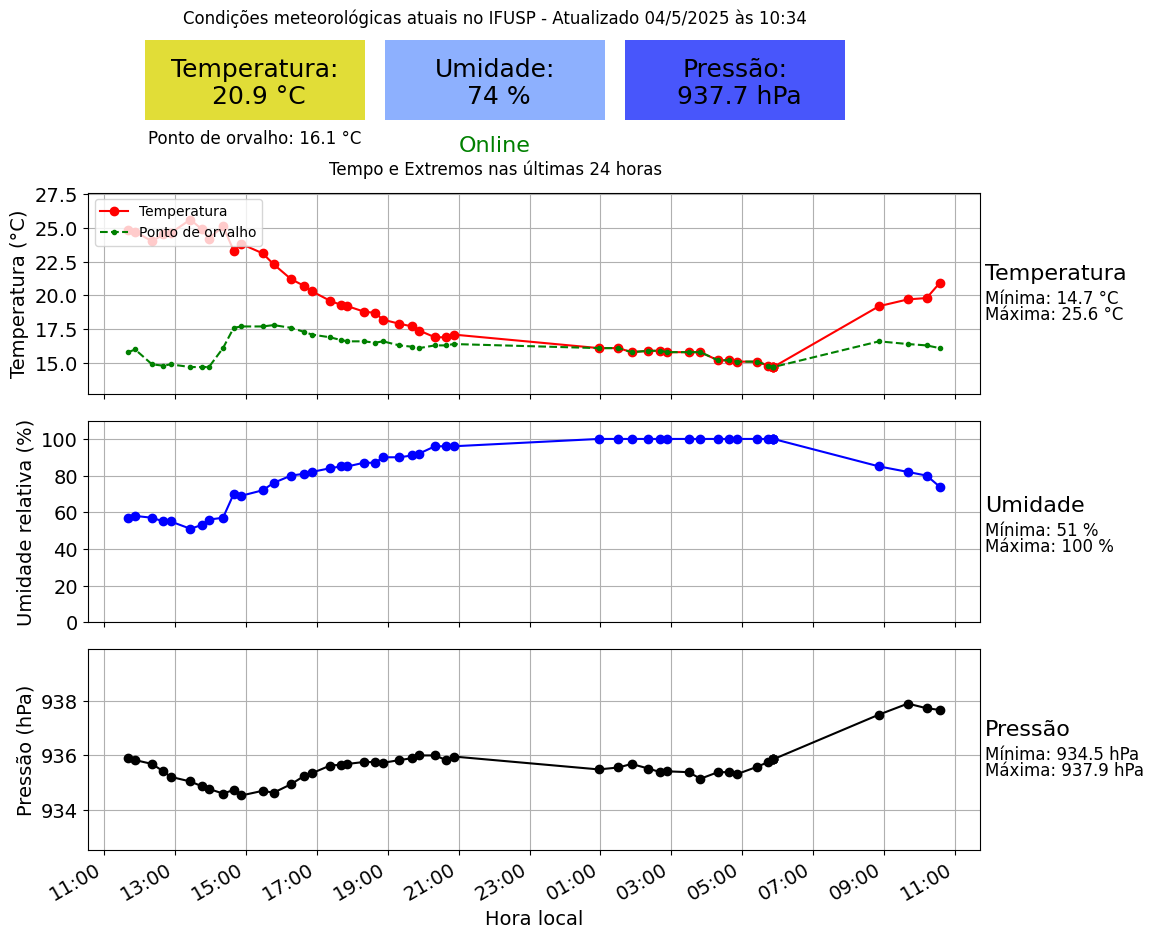 Condições meteorológicas atuais no IFUSP - Atualizado 04/5/2025 às 10:34
Temperatura:
20.9 °C
Umidade:
74 %
Pressão:
937.7 hPa
Ponto de orvalho: 16.1 °C
Online
Tempo e Extremos nas últimas 24 horas
Temperatura (°C)
27.5
25.0
22.5
20.0
17.5
15.0
Temperatura
Ponto de orvalho
Temperatura
Mínima: 14.7 °C
Máxima: 25.6 °C
Umidade relativa (%)
100
80
60
40
20
0
Umidade
Mínima: 51 %
Máxima: 100 %
Pressão (hPa)
938
936
934
Pressão
Mínima: 934.5 hPa
Máxima: 937.9 hPa
11:00 13:00 15:00 17:00 19:00 21:00 23:00 01:00 03:00 05:00 07:00 09:00 11:00
Hora local